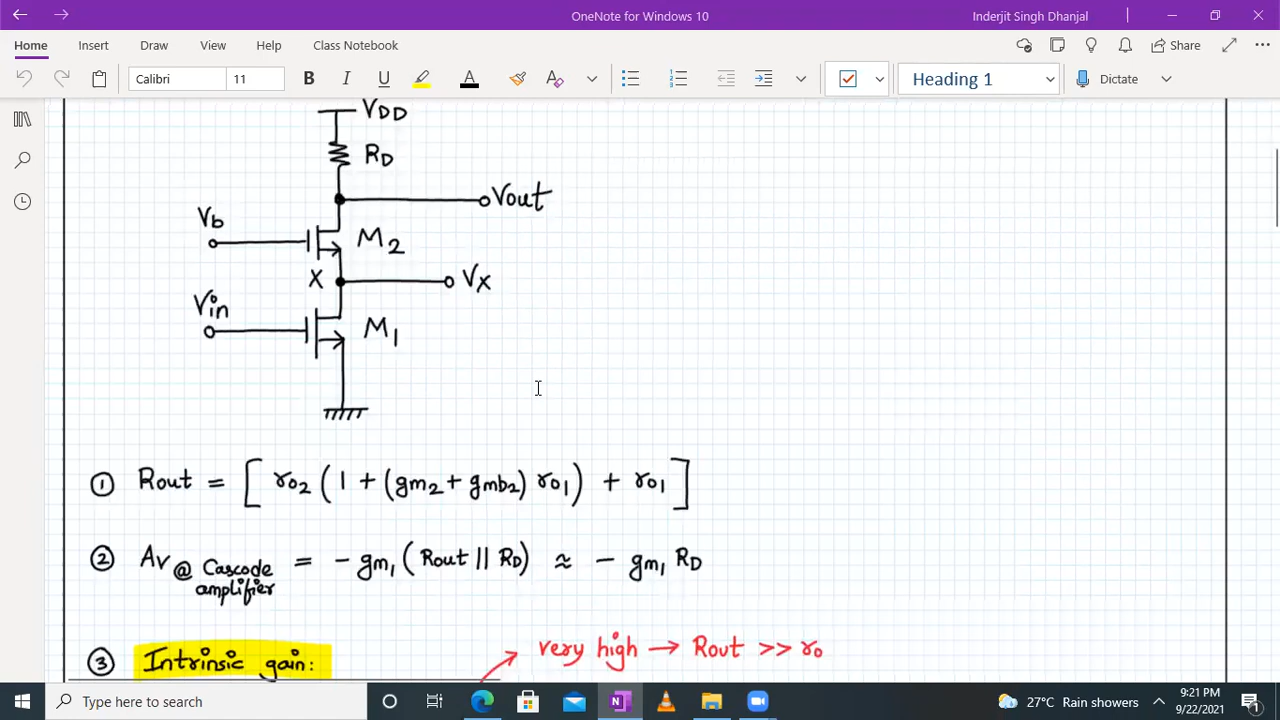 OneNote for Windows 10
Inderjit Singh Dhanjal
Home Insert Draw View Help Class Notebook
Share
Calibri 11 B I U A Heading 1 Dictate
VDD
RD
Vout
Vb
M2
X
Vx
Vin
M1
① Rout = [ ro2 ( 1 + (gm2 + gmb2) ro1 ) + ro1 ]
② Av@ Cascode amplifier = - gm1 ( Rout || RD ) ≈ - gm1 RD
very high → Rout >> ro
③ Intrinsic gain:
Type here to search
27°C Rain showers
9:21 PM
9/22/2021
1